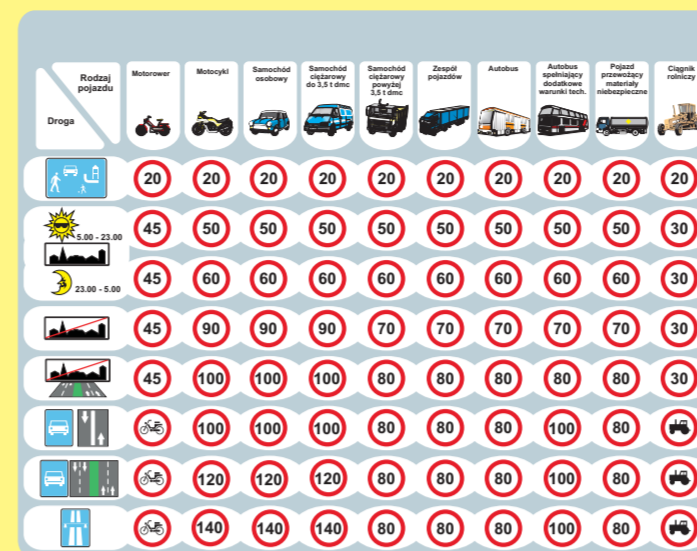 Rodzaj
pojazdu
Droga
Motorower
Motocykl
Samochód
osobowy
Samochód
ciężarowy
do 3,5 t dmc
Samochód
ciężarowy
powyżej
3,5 t dmc
Zespół
pojazdów
Autobus
Autobus
spełniający
dodatkowe
warunki tech.
Pojazd
przewożący
materiały
niebezpieczne
Ciągnik
rolniczy
20 20 20 20 20 20 20 20 20 20
5.00 - 23.00
45 50 50 50 50 50 50 50 50 30
23.00 - 5.00
45 60 60 60 60 60 60 60 60 30
45 90 90 90 70 70 70 70 70 30
45 100 100 100 80 80 80 80 80 30
100 100 100 80 80 80 100 80
120 120 120 80 80 80 100 80
140 140 140 80 80 80 100 80